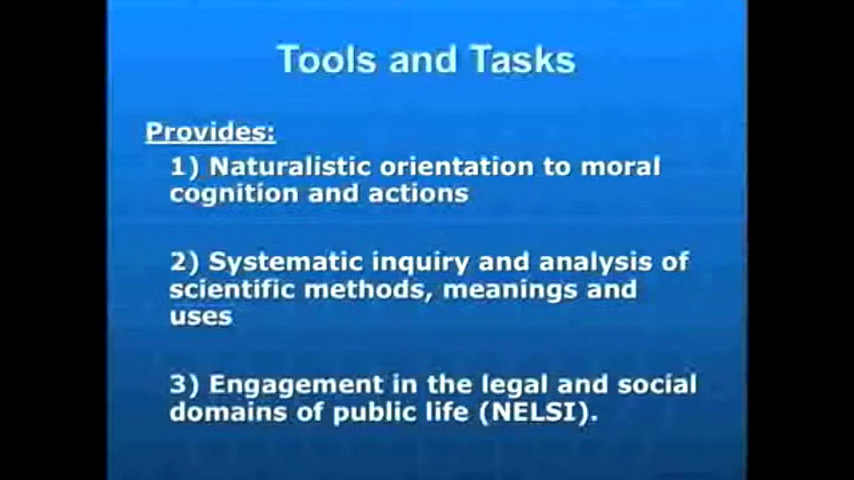 Tools and Tasks
Provides:
1) Naturalistic orientation to moral
cognition and actions
2) Systematic inquiry and analysis of
scientific methods, meanings and
uses
3) Engagement in the legal and social
domains of public life (NELSI).